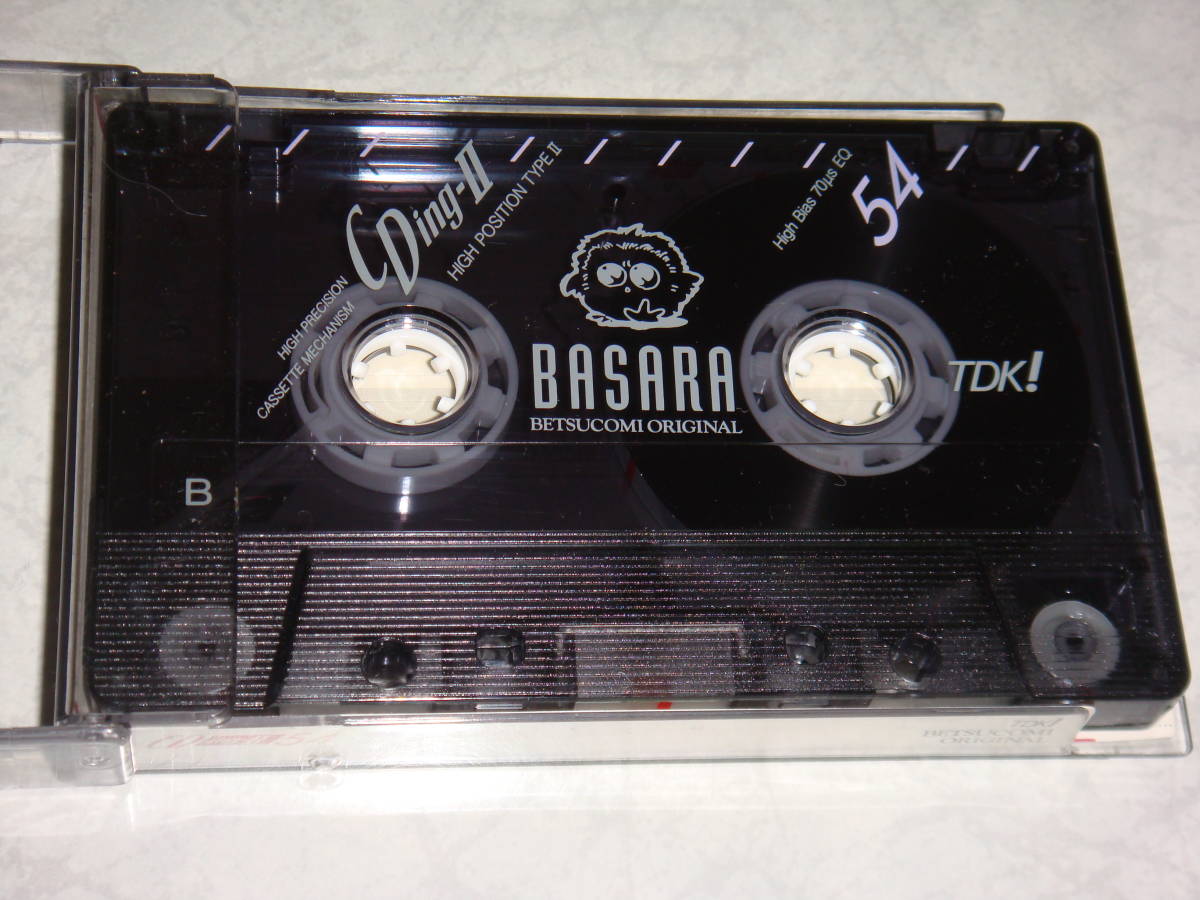 CDing-II
HIGH POSITION TYPE II
HIGH PRECISION
CASSETTE MECHANISM
High Bias 70μs EQ
54
BASARA
BETSUCOMI ORIGINAL
TDK!
B
TDK!
BETSUCOMI
ORIGINAL